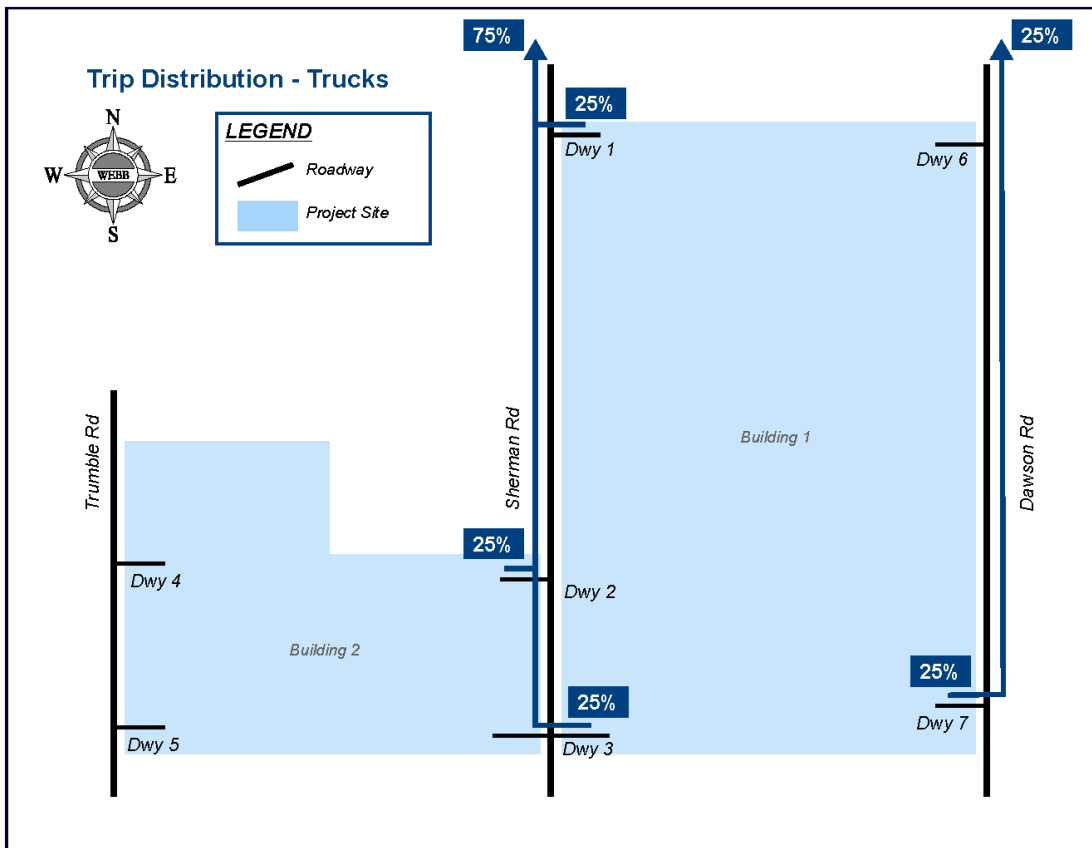 75%
25%
Trip Distribution - Trucks
25%
N
W
WEBB
E
S
LEGEND
Roadway
Project Site
Dwy 1
Dwy 6
Trumble Rd
Sherman Rd
Building 1
Dawson Rd
25%
Dwy 4
Dwy 2
Building 2
25%
25%
Dwy 5
Dwy 3
Dwy 7